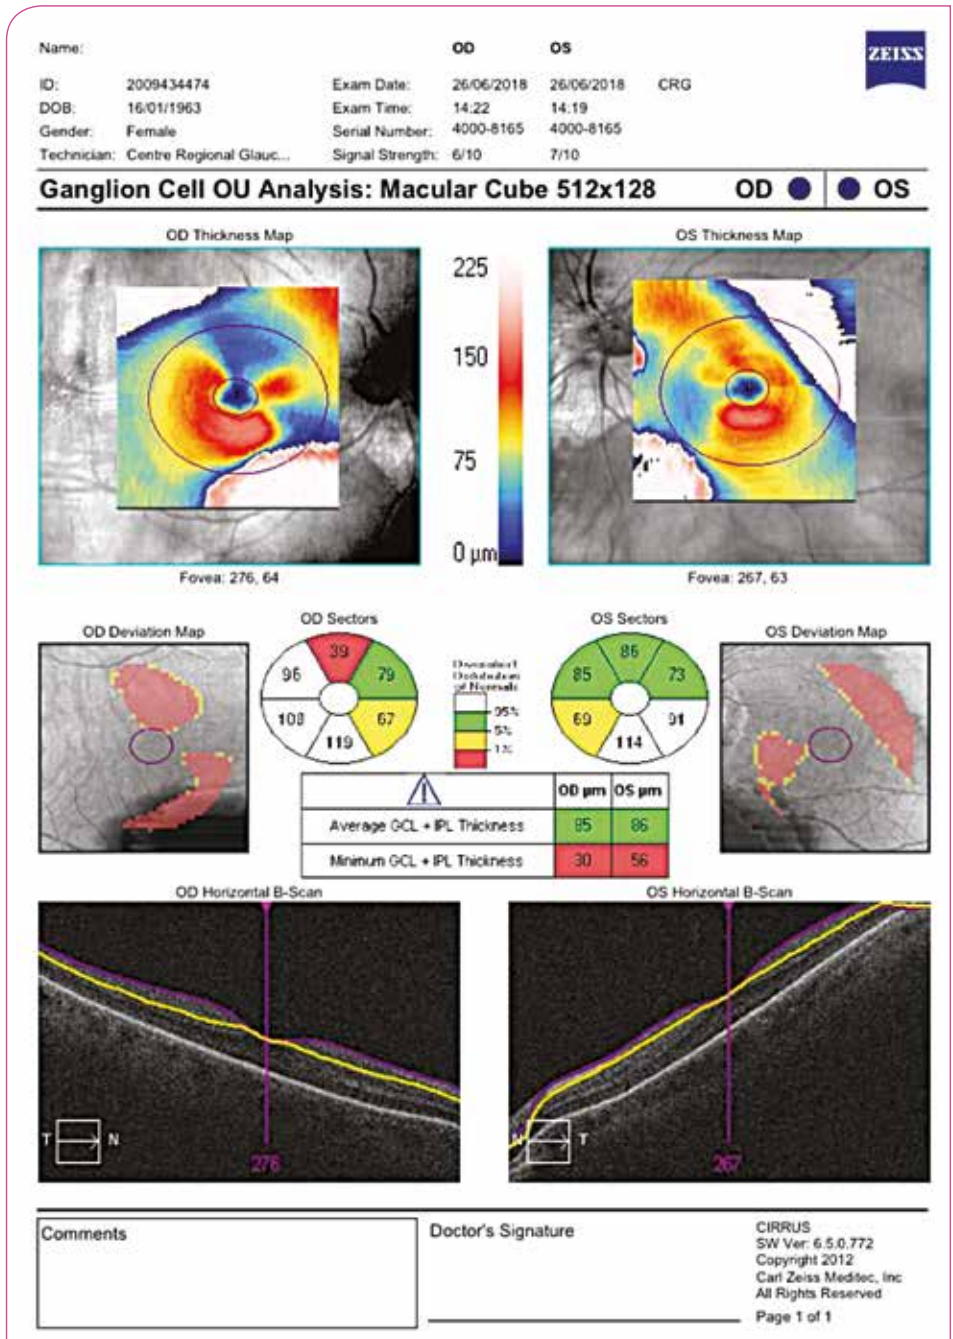 Name: OD OS
ZEISS
ID: 2009434474 Exam Date: 26/06/2018 26/06/2018 CRG
DOB: 16/01/1963 Exam Time: 14:22 14:19
Gender: Female Serial Number: 4000-8165 4000-8165
Technician: Centre Regional Glauc... Signal Strength: 6/10 7/10
Ganglion Cell OU Analysis: Macular Cube 512x128 OD OS
OD Thickness Map
OS Thickness Map
225
150
75
0 µm
Fovea: 276, 64
Fovea: 267, 63
OD Deviation Map
OD Sectors
39
96 79
108 67
119
of Normals
95%
5%
1%
OS Sectors
86
85 73
69 91
114
OS Deviation Map
OD µm OS µm
Average GCL + IPL Thickness 85 86
Minimum GCL + IPL Thickness 30 56
OD Horizontal B-Scan
OS Horizontal B-Scan
T N
276
N T
267
Comments
Doctor's Signature
CIRRUS
SW Ver: 6.5.0.772
Copyright 2012
Carl Zeiss Meditec, Inc
All Rights Reserved
Page 1 of 1